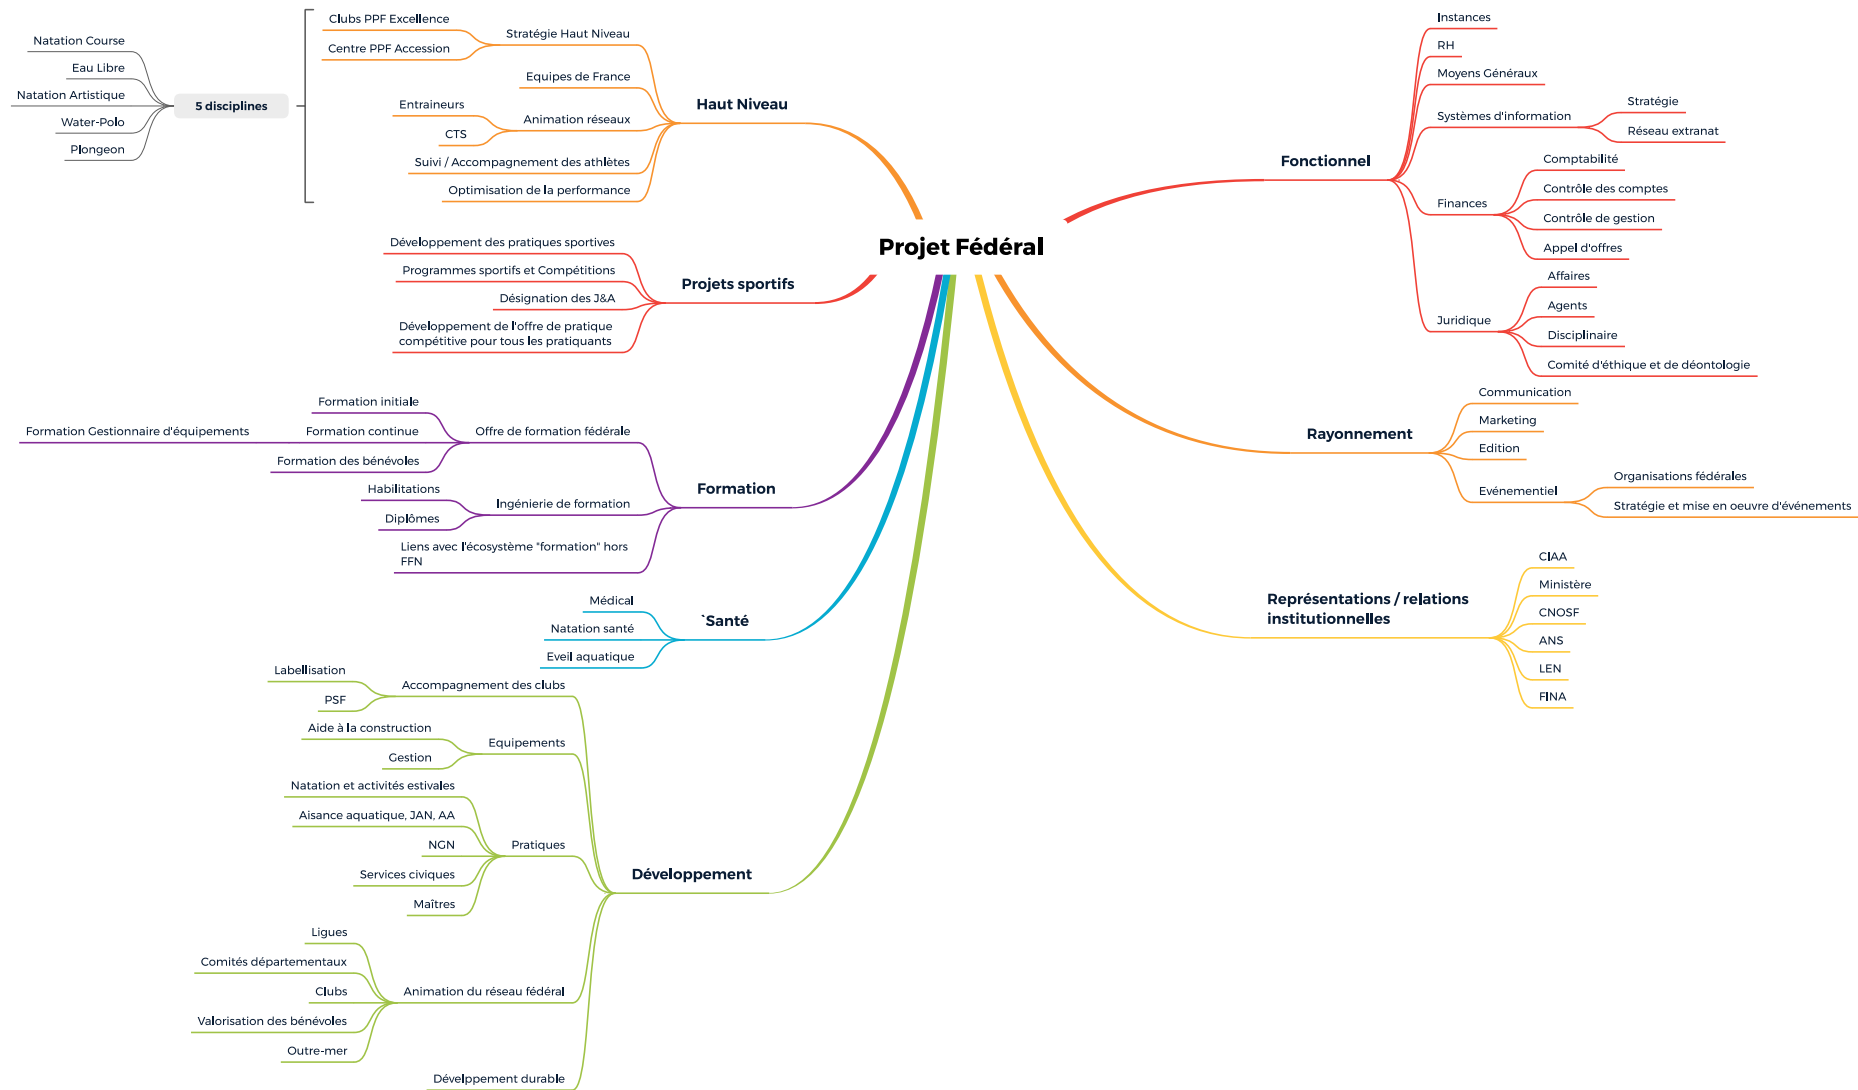 Projet Fédéral
Haut Niveau
Stratégie Haut Niveau
Clubs PPF Excellence
Centre PPF Accession
Equipes de France
Animation réseaux
Entraineurs
CTS
Suivi / Accompagnement des athlètes
Optimisation de la performance
5 disciplines
Natation Course
Eau Libre
Natation Artistique
Water-Polo
Plongeon
Projets sportifs
Développement des pratiques sportives
Programmes sportifs et Compétitions
Désignation des J&A
Développement de l'offre de pratique
compétitive pour tous les pratiquants
Formation
Offre de formation fédérale
Formation initiale
Formation continue
Formation Gestionnaire d'équipements
Formation des bénévoles
Ingénierie de formation
Habilitations
Diplômes
Liens avec l'écosystème "formation" hors
FFN
`Santé
Médical
Natation santé
Eveil aquatique
Développement
Accompagnement des clubs
Labellisation
PSF
Equipements
Aide à la construction
Gestion
Pratiques
Natation et activités estivales
Aisance aquatique, JAN, AA
NGN
Services civiques
Maîtres
Animation du réseau fédéral
Ligues
Comités départementaux
Clubs
Valorisation des bénévoles
Outre-mer
Dévelppement durable
Fonctionnel
Instances
RH
Moyens Généraux
Systèmes d'information
Stratégie
Réseau extranat
Finances
Comptabilité
Contrôle des comptes
Contrôle de gestion
Appel d'offres
Juridique
Affaires
Agents
Disciplinaire
Comité d'éthique et de déontologie
Rayonnement
Communication
Marketing
Edition
Evénementiel
Organisations fédérales
Stratégie et mise en oeuvre d'événements
Représentations / relations
institutionnelles
CIAA
Ministère
CNOSF
ANS
LEN
FINA